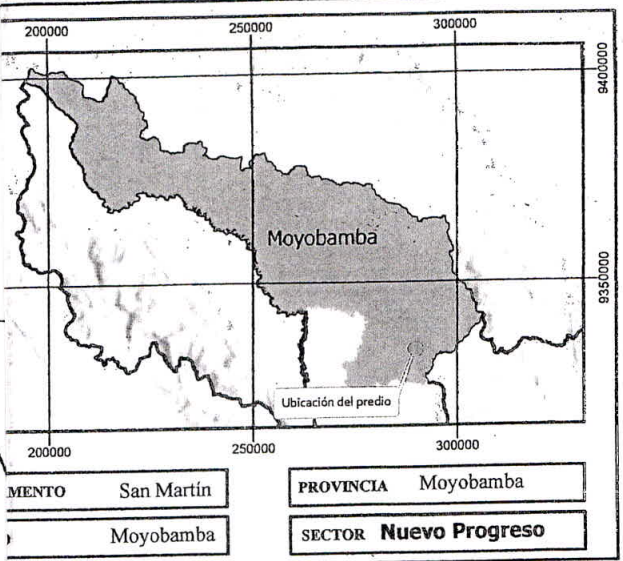 200000 250000 300000
9400000
Moyobamba
9350000
Ubicación del predio
200000 250000 300000
MENTO San Martín
PROVINCIA Moyobamba
Moyobamba
SECTOR Nuevo Progreso